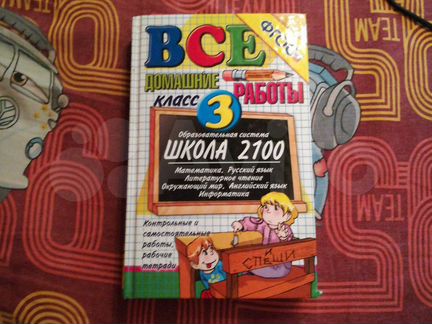 ВСЕ
ФГОС
ДОМАШНИЕ
РАБОТЫ
КЛАСС
3
Образовательная система
ШКОЛА 2100
Математика, Русский язык
Литературное чтение
Окружающий мир, Английский язык
Информатика
Контрольные и
самостоятельные
работы,
рабочие
тетради
СПЕШИ
TEAM
TEAM
TEAM